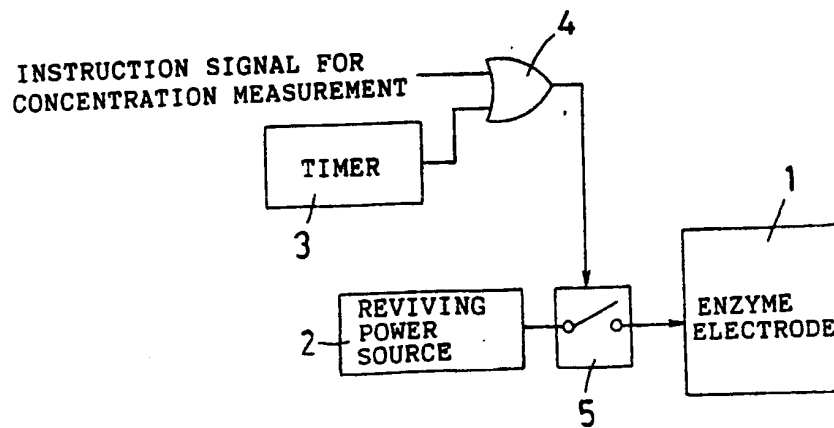 4
INSTRUCTION SIGNAL FOR
CONCENTRATION MEASUREMENT
TIMER
3
1
REVIVING
POWER
SOURCE
2
ENZYME
ELECTRODE
5